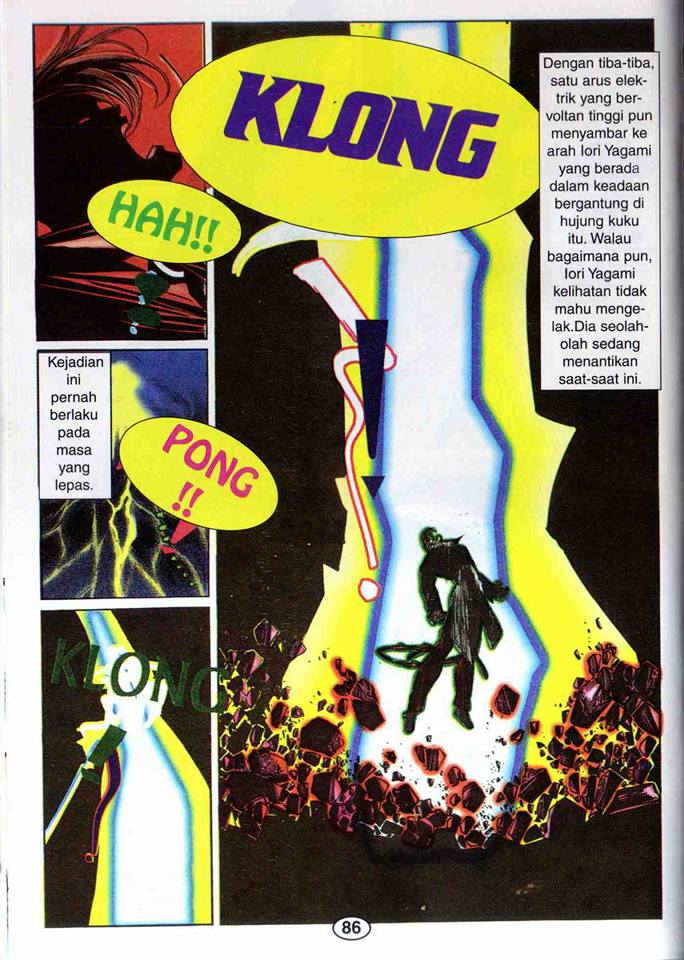 HAH!!
Kejadian
ini
pernah
berlaku
pada
masa
yang
lepas.
PONG
!!
KLONG
KLONG
Dengan tiba-tiba,
satu arus elek-
trik yang ber-
voltan tinggi pun
menyambar ke
arah Iori Yagami
yang berada
dalam keadaan
bergantung di
hujung kuku
itu. Walau
bagaimana pun,
Iori Yagami
kelihatan tidak
mahu menge-
lak.Dia seolah-
olah sedang
menantikan
saat-saat ini.
86